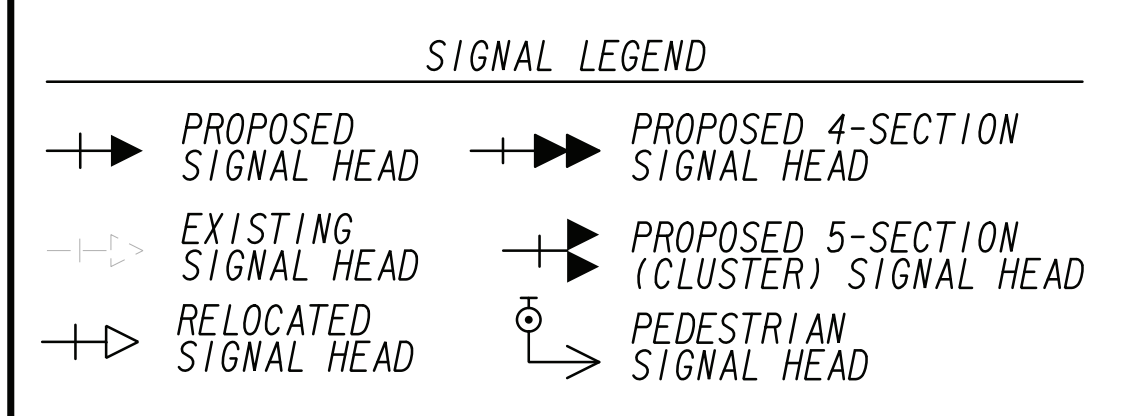 SIGNAL LEGEND
PROPOSED
SIGNAL HEAD
EXISTING
SIGNAL HEAD
RELOCATED
SIGNAL HEAD
PROPOSED 4-SECTION
SIGNAL HEAD
PROPOSED 5-SECTION
(CLUSTER) SIGNAL HEAD
PEDESTRIAN
SIGNAL HEAD